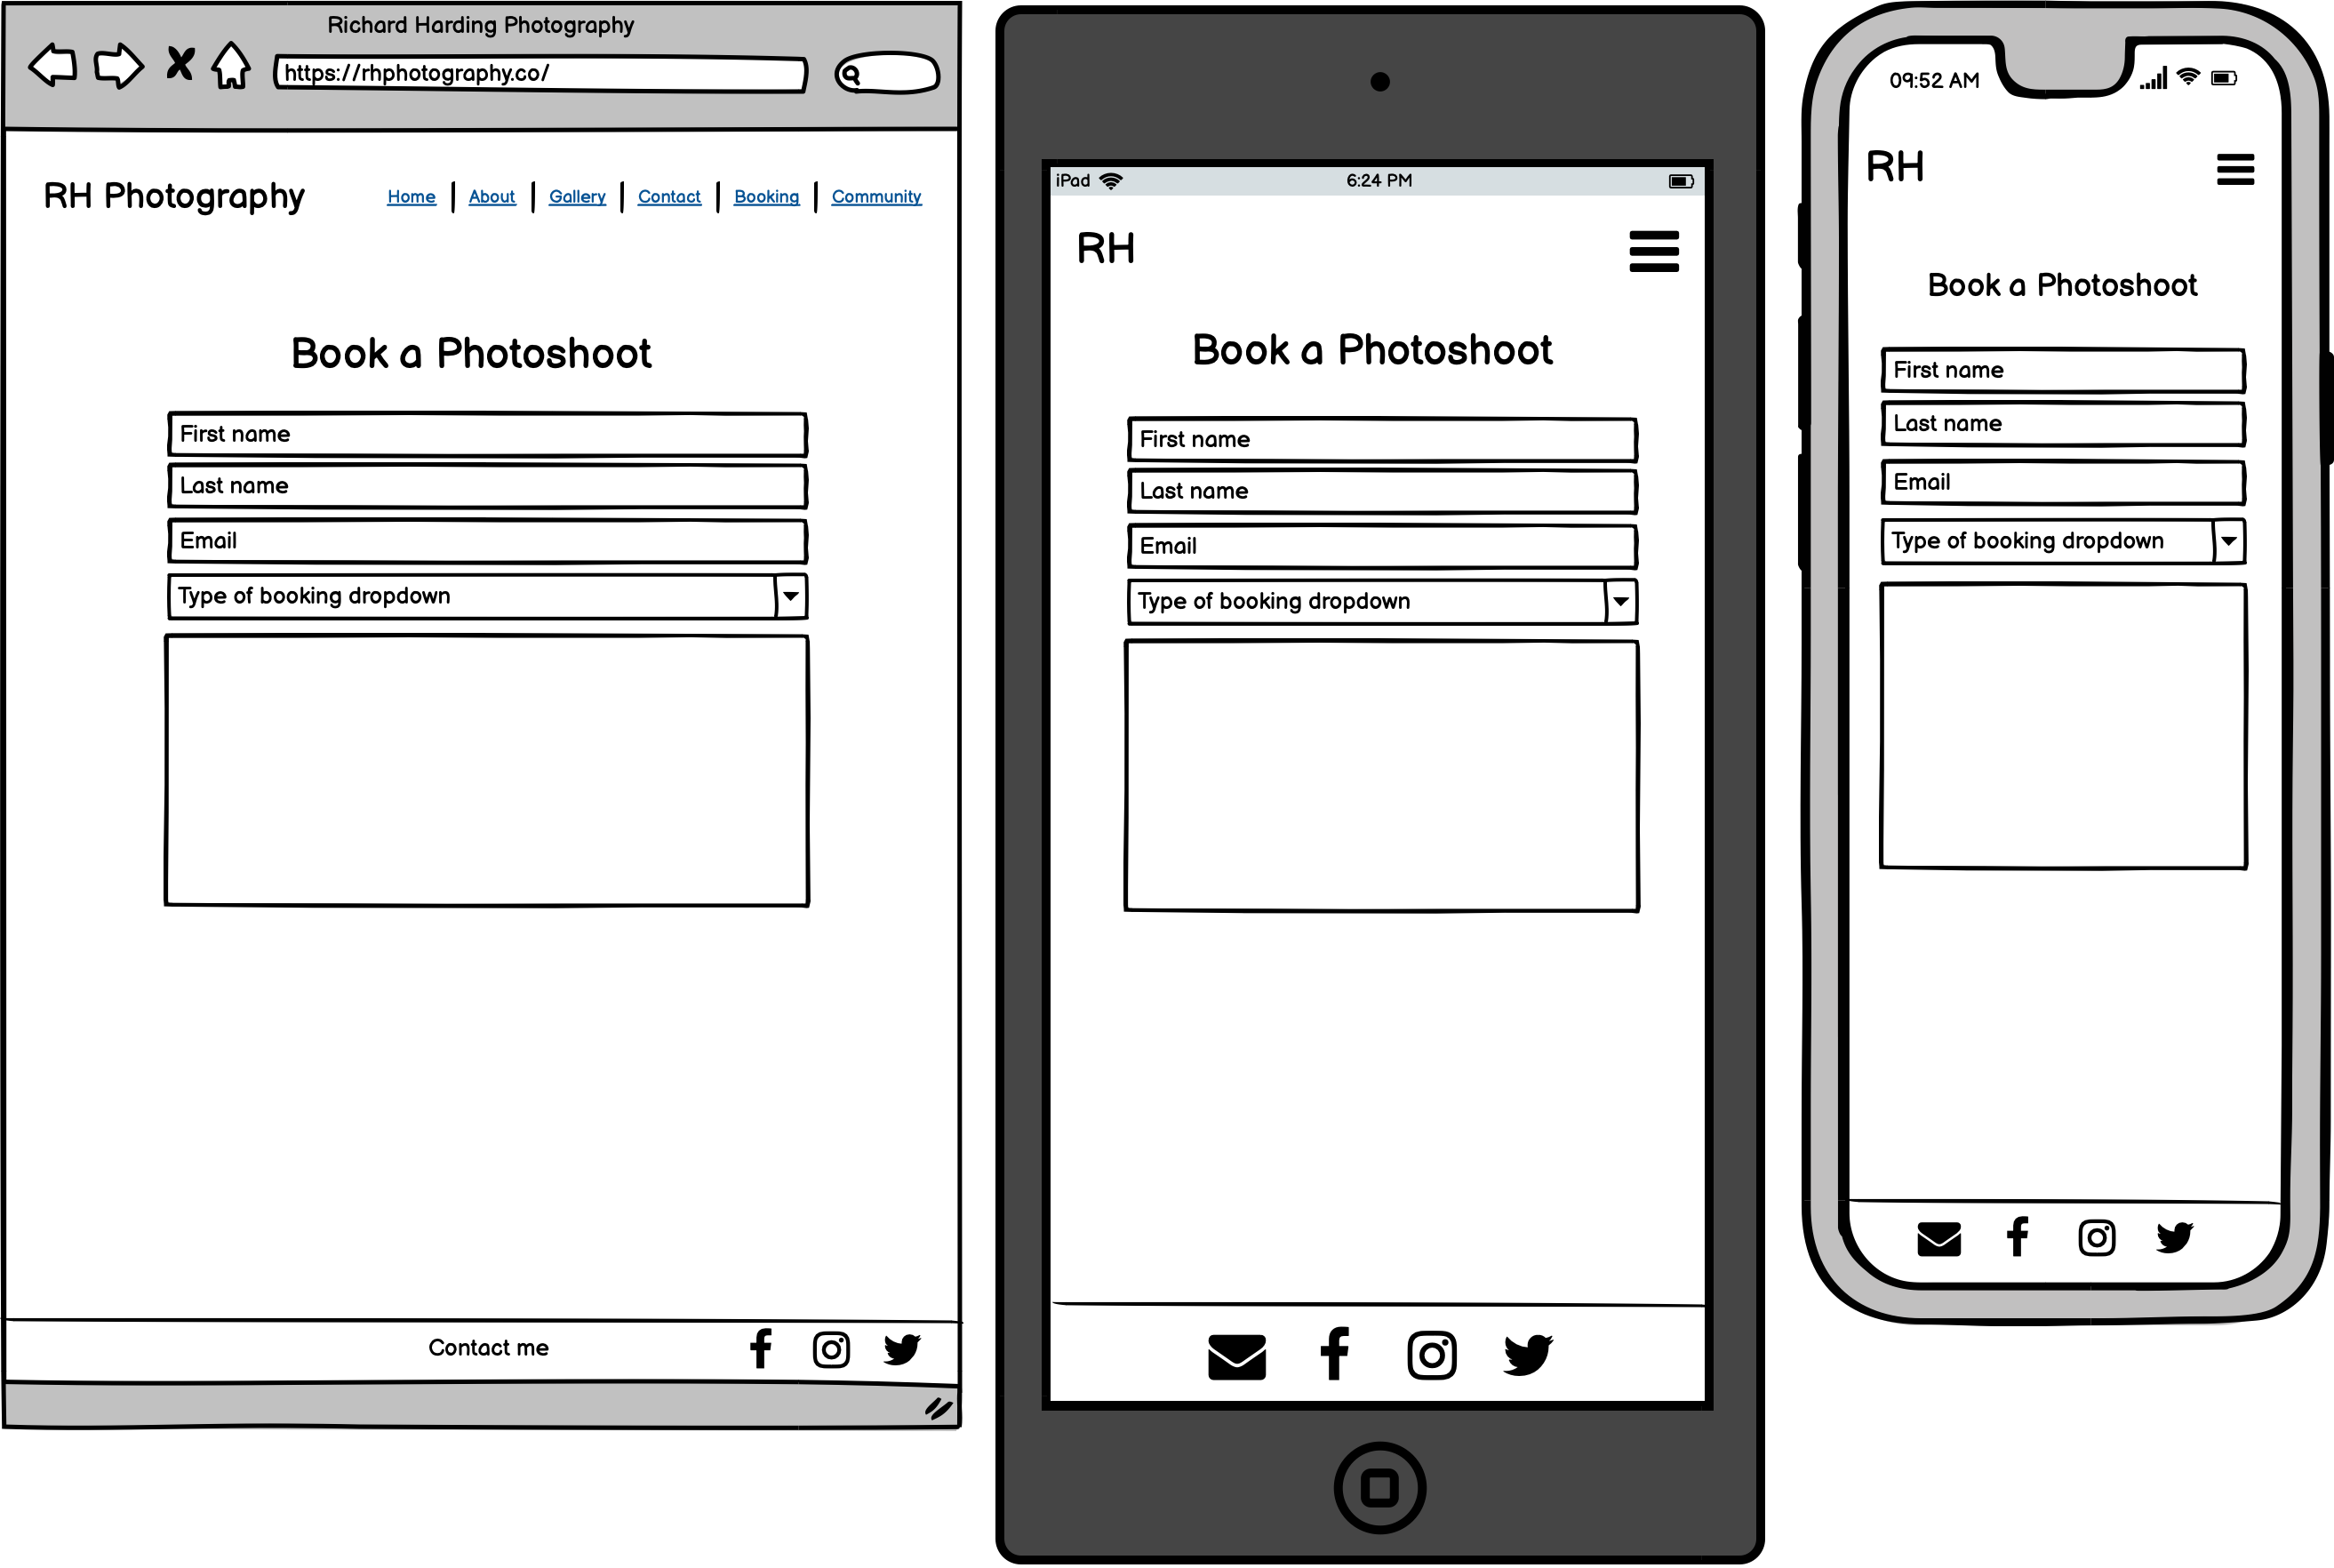 Richard Harding Photography
https://rhphotography.co/
RH Photography
Home | About | Gallery | Contact | Booking | Community
Book a Photoshoot
First name
Last name
Email
Type of booking dropdown
Contact me
iPad
6:24 PM
RH
Book a Photoshoot
First name
Last name
Email
Type of booking dropdown
09:52 AM
RH
Book a Photoshoot
First name
Last name
Email
Type of booking dropdown